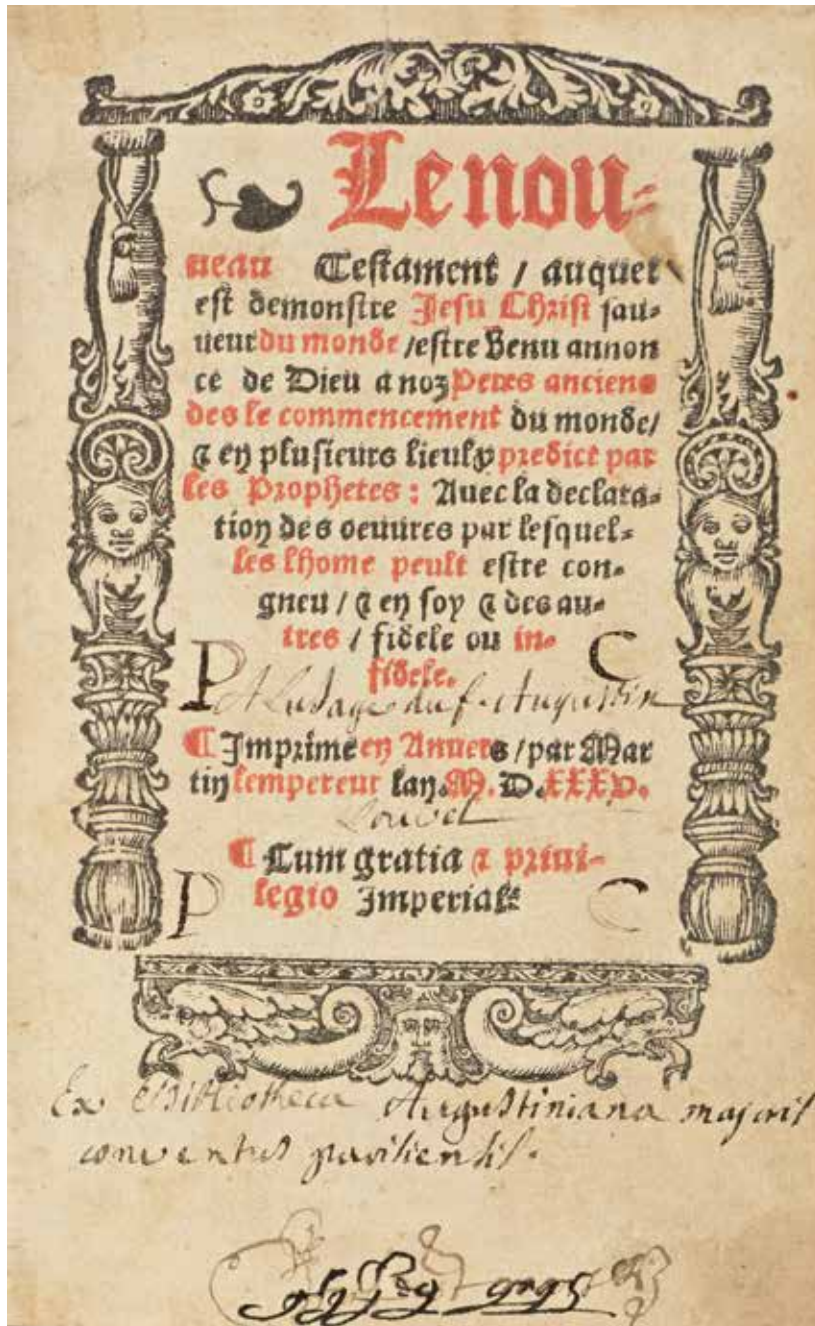 Le nou-
ueau Testament / auquel
est demonstre Jesu Christ sau-
ueur du monde / estre venu annon
ce de Dieu a noz Peres anciens
des le commencement du monde /
& en plusieurs lieulx predict par
les Prophetes : Auec la declara-
tion des oeuures par lesquel-
les lhome peult estre con-
gneu / & en soy & des au-
tres / fidele ou in-
fidele.
P C
A Lusage du f. Augustin
¶ Imprime en Anuers / par Mar
tin lempereur lan. M. D. XXXV.
Louvet
¶ Cum gratia & priui-
legio Imperiali
P C
Ex Bibliotheca Augustiniana majoris
conventus parisiensis.